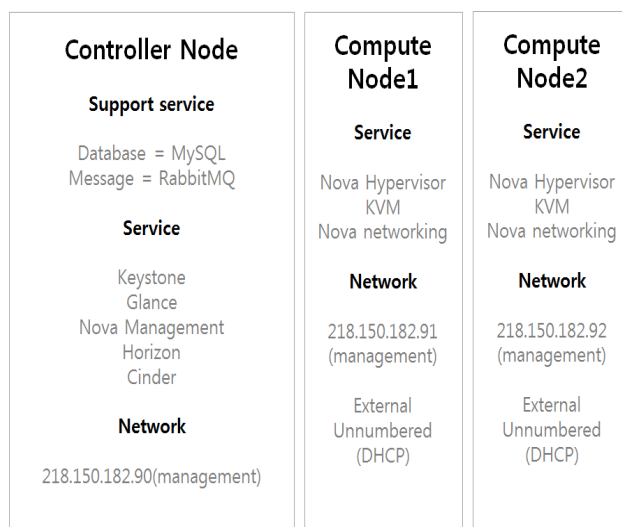 Controller Node
Support service
Database = MySQL
Message = RabbitMQ
Service
Keystone
Glance
Nova Management
Horizon
Cinder
Network
218.150.182.90(management)
Compute
Node1
Service
Nova Hypervisor
KVM
Nova networking
Network
218.150.182.91
(management)
External
Unnumbered
(DHCP)
Compute
Node2
Service
Nova Hypervisor
KVM
Nova networking
Network
218.150.182.92
(management)
External
Unnumbered
(DHCP)